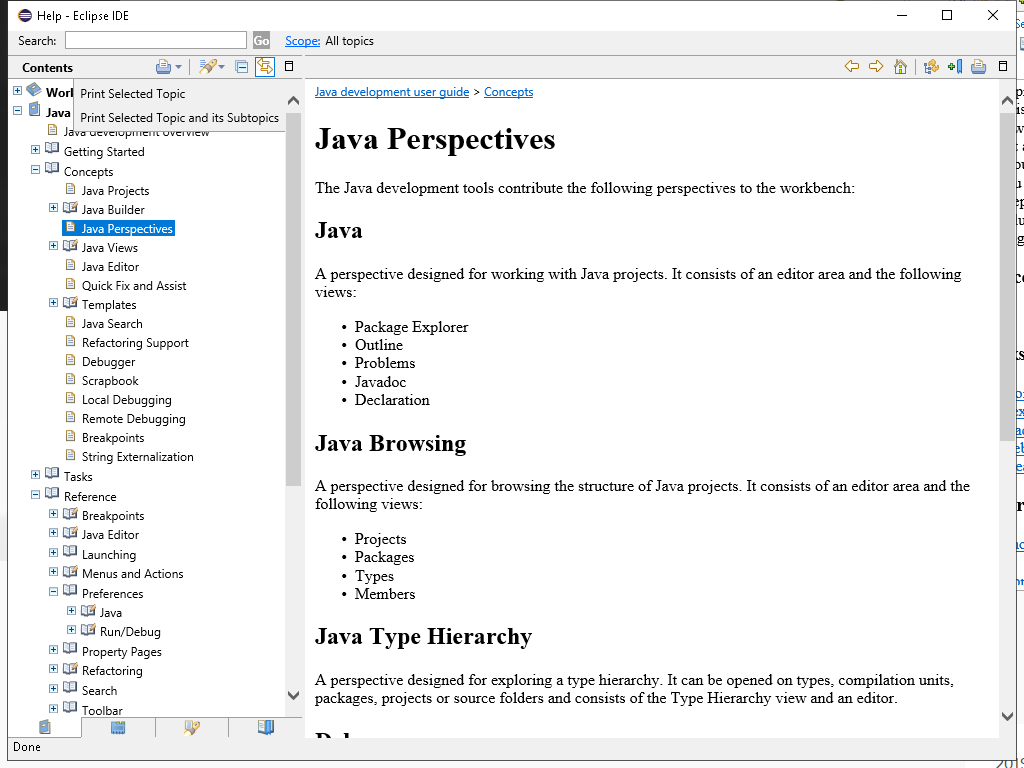 Help - Eclipse IDE
Search:
Go
Scope: All topics
Contents
Print Selected Topic
Print Selected Topic and its Subtopics
Java
Java development overview
Getting Started
Concepts
Java Projects
Java Builder
Java Perspectives
Java Views
Java Editor
Quick Fix and Assist
Templates
Java Search
Refactoring Support
Debugger
Scrapbook
Local Debugging
Remote Debugging
Breakpoints
String Externalization
Tasks
Reference
Breakpoints
Java Editor
Launching
Menus and Actions
Preferences
Java
Run/Debug
Property Pages
Refactoring
Search
Toolbar
Done
Java development user guide > Concepts
Java Perspectives
The Java development tools contribute the following perspectives to the workbench:
Java
A perspective designed for working with Java projects. It consists of an editor area and the following
views:
• Package Explorer
• Outline
• Problems
• Javadoc
• Declaration
Java Browsing
A perspective designed for browsing the structure of Java projects. It consists of an editor area and the
following views:
• Projects
• Packages
• Types
• Members
Java Type Hierarchy
A perspective designed for exploring a type hierarchy. It can be opened on types, compilation units,
packages, projects or source folders and consists of the Type Hierarchy view and an editor.